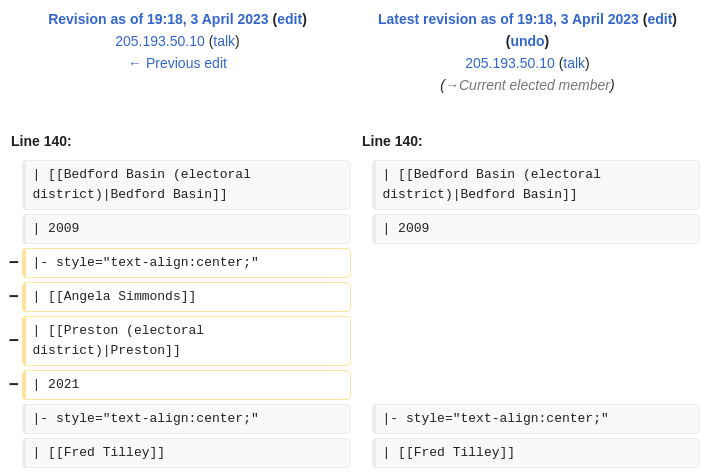 Revision as of 19:18, 3 April 2023 (edit)
205.193.50.10 (talk)
← Previous edit
Latest revision as of 19:18, 3 April 2023 (edit)
(undo)
205.193.50.10 (talk)
(→Current elected member)
Line 140:
Line 140:
| [[Bedford Basin (electoral
district)|Bedford Basin]]
| [[Bedford Basin (electoral
district)|Bedford Basin]]
| 2009
| 2009
− |- style="text-align:center;"
− | [[Angela Simmonds]]
− | [[Preston (electoral
district)|Preston]]
− | 2021
|- style="text-align:center;"
|- style="text-align:center;"
| [[Fred Tilley]]
| [[Fred Tilley]]